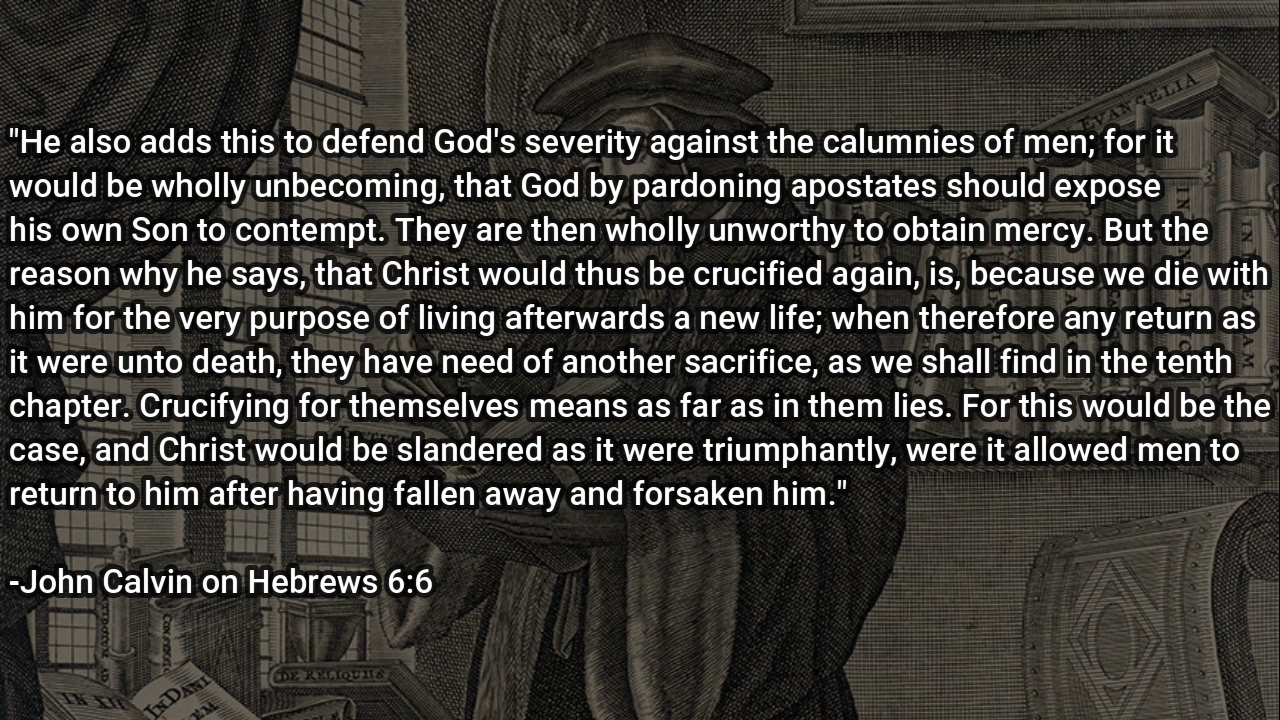 "He also adds this to defend God's severity against the calumnies of men; for it
would be wholly unbecoming, that God by pardoning apostates should expose
his own Son to contempt. They are then wholly unworthy to obtain mercy. But the
reason why he says, that Christ would thus be crucified again, is, because we die with
him for the very purpose of living afterwards a new life; when therefore any return as
it were unto death, they have need of another sacrifice, as we shall find in the tenth
chapter. Crucifying for themselves means as far as in them lies. For this would be the
case, and Christ would be slandered as it were triumphantly, were it allowed men to
return to him after having fallen away and forsaken him."
-John Calvin on Hebrews 6:6
EVANGELIA
DE RELIQUIIS
IN DANI